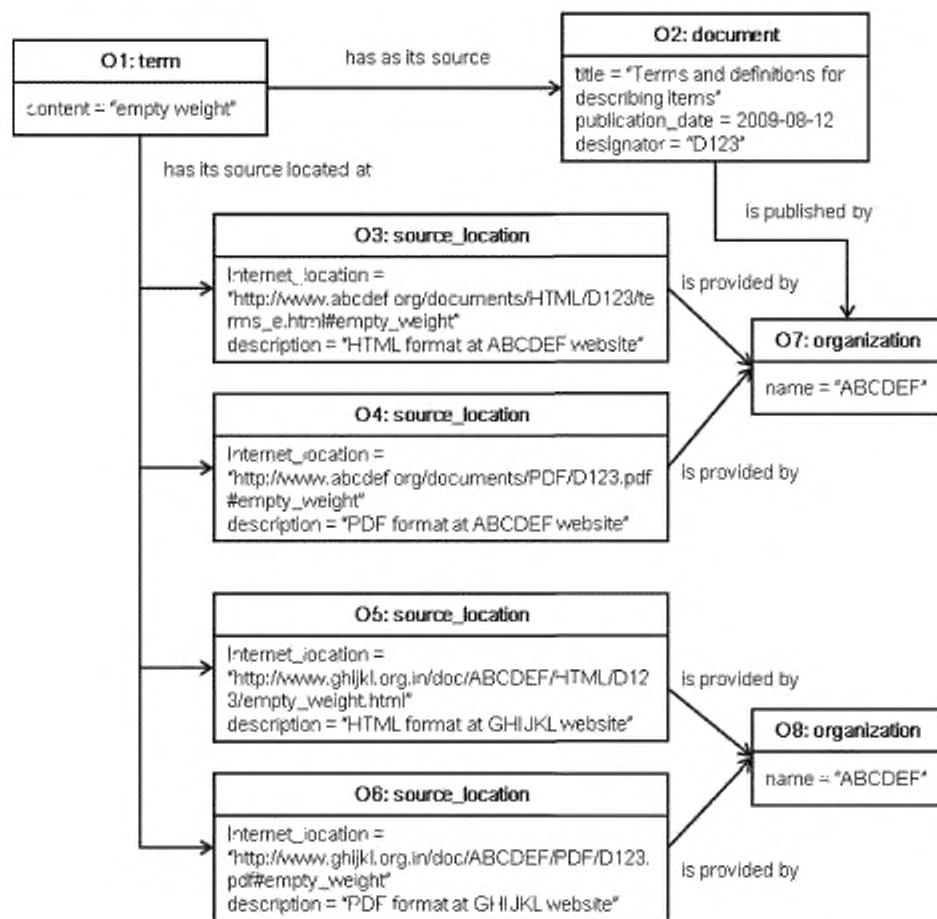 O1: term
content = "empty weight"
has as its source
O2: document
title = "Terms and definitions for
describing items"
publication_date = 2009-08-12
designator = "D123"
has its source located at
is published by
O3: source_location
Internet_location =
"http://www.abcdef.org/documents/HTML/D123/te
rms_e.html#empty_weight"
description = "HTML format at ABCDEF website"
is provided by
O7: organization
name = "ABCDEF"
O4: source_location
Internet_location =
"http://www.abcdef.org/documents/PDF/D123.pdf
#empty_weight"
description = "PDF format at ABCDEF website"
is provided by
O5: source_location
Internet_location =
"http://www.ghijkl.org.in/doc/ABCDEF/HTML/D12
3/empty_weight.html"
description = "HTML format at GHIJKL website"
is provided by
O8: organization
name = "ABCDEF"
O6: source_location
Internet_location =
"http://www.ghijkl.org.in/doc/ABCDEF/PDF/D123.
pdf#empty_weight"
description = "PDF format at GHIJKL website"
is provided by